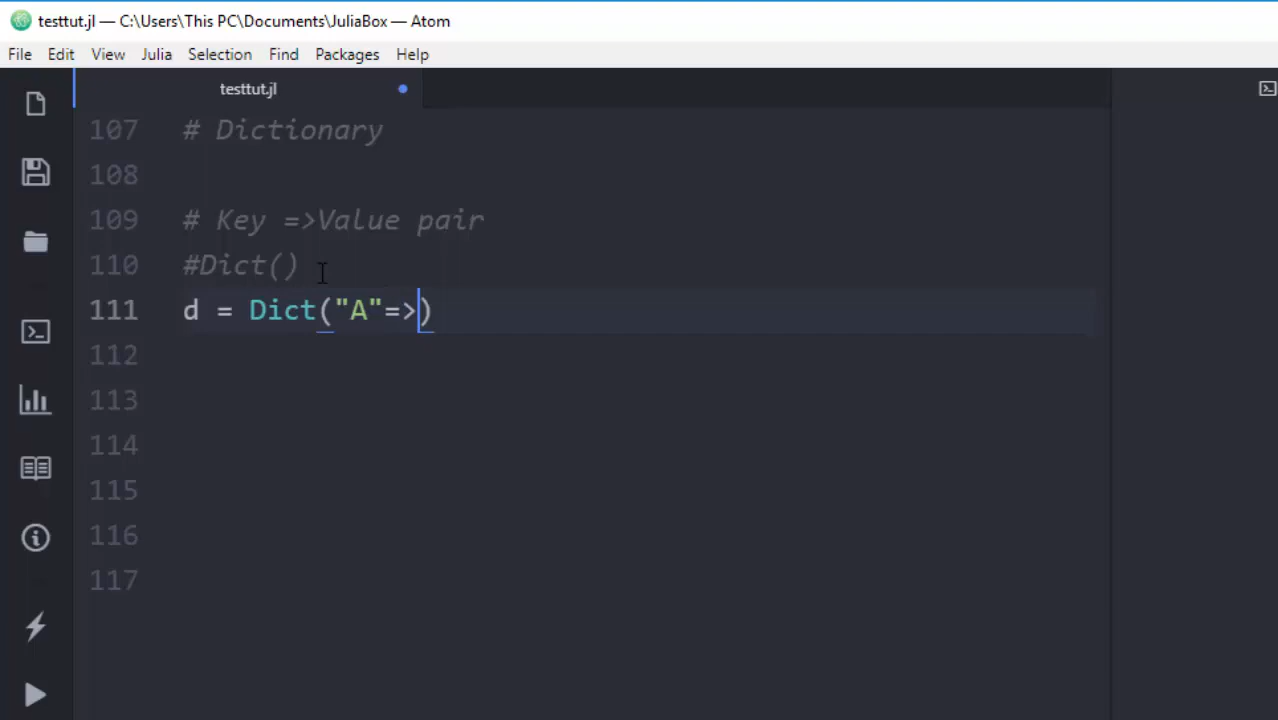 testtut.jl — C:\Users\This PC\Documents\JuliaBox — Atom
File Edit View Julia Selection Find Packages Help
testtut.jl
107 # Dictionary
108
109 # Key =>Value pair
110 #Dict()
111 d = Dict("A"=>)
112
113
114
115
116
117